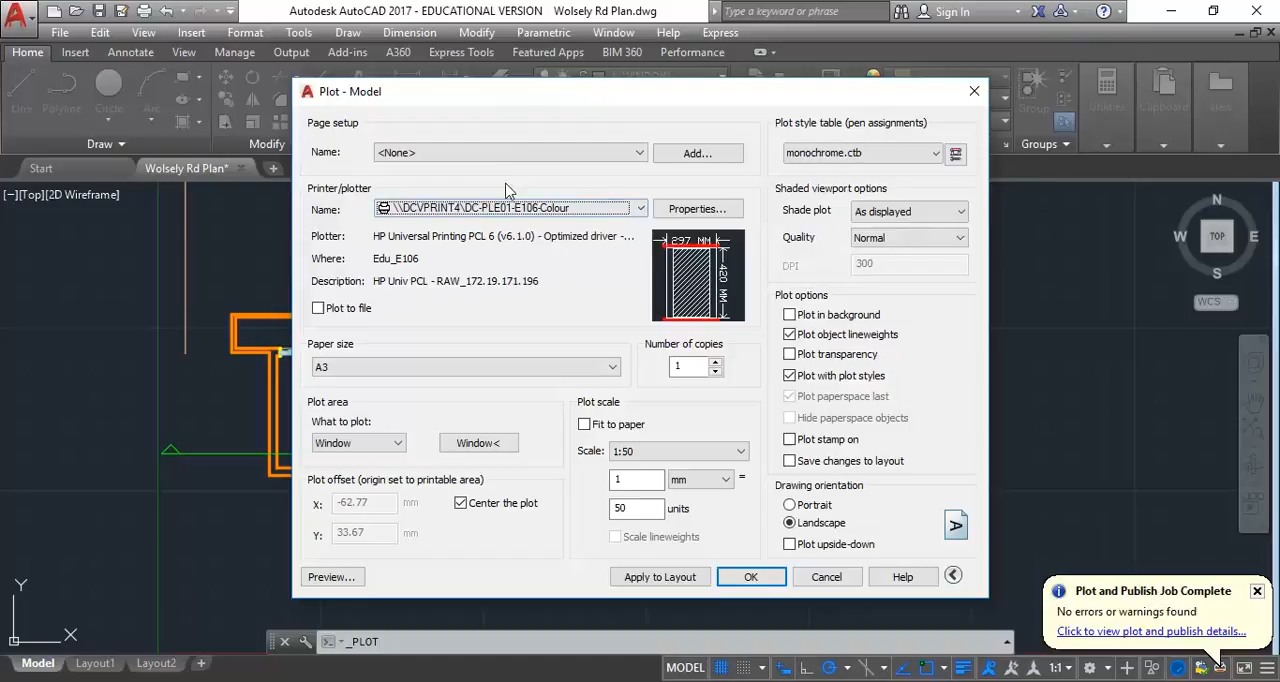 Autodesk AutoCAD 2017 - EDUCATIONAL VERSION Wolsely Rd Plan.dwg
Type a keyword or phrase
Sign In
File Edit View Insert Format Tools Draw Dimension Modify Parametric Window Help Express
Home Insert Annotate View Manage Output Add-ins A360 Express Tools Featured Apps BIM 360 Performance
Line Polyline Circle Arc
Group Utilities Clipboard View
Draw Modify Groups
Start Wolsely Rd Plan*
[−][Top][2D Wireframe]
Plot - Model
Page setup
Name: <None> Add...
Printer/plotter
Name: \\DCVPRINT4\DC-PLE01-E106-Colour Properties...
Plotter: HP Universal Printing PCL 6 (v6.1.0) - Optimized driver -...
Where: Edu_E106
Description: HP Univ PCL - RAW_172.19.171.196
Plot to file
297 MM
420 MM
Paper size
A3
Number of copies
1
Plot area
What to plot:
Window Window<
Plot offset (origin set to printable area)
X: -62.77 mm
Center the plot
Y: 33.67 mm
Plot scale
Fit to paper
Scale: 1:50
1 mm =
50 units
Scale lineweights
Plot style table (pen assignments)
monochrome.ctb
Shaded viewport options
Shade plot As displayed
Quality Normal
DPI 300
Plot options
Plot in background
Plot object lineweights
Plot transparency
Plot with plot styles
Plot paperspace last
Hide paperspace objects
Plot stamp on
Save changes to layout
Drawing orientation
Portrait
Landscape
Plot upside-down
A
Preview... Apply to Layout OK Cancel Help
N
W TOP E
S
WCS
Y
X
Plot and Publish Job Complete
No errors or warnings found
Click to view plot and publish details...
_PLOT
Model Layout1 Layout2 +
MODEL 1:1